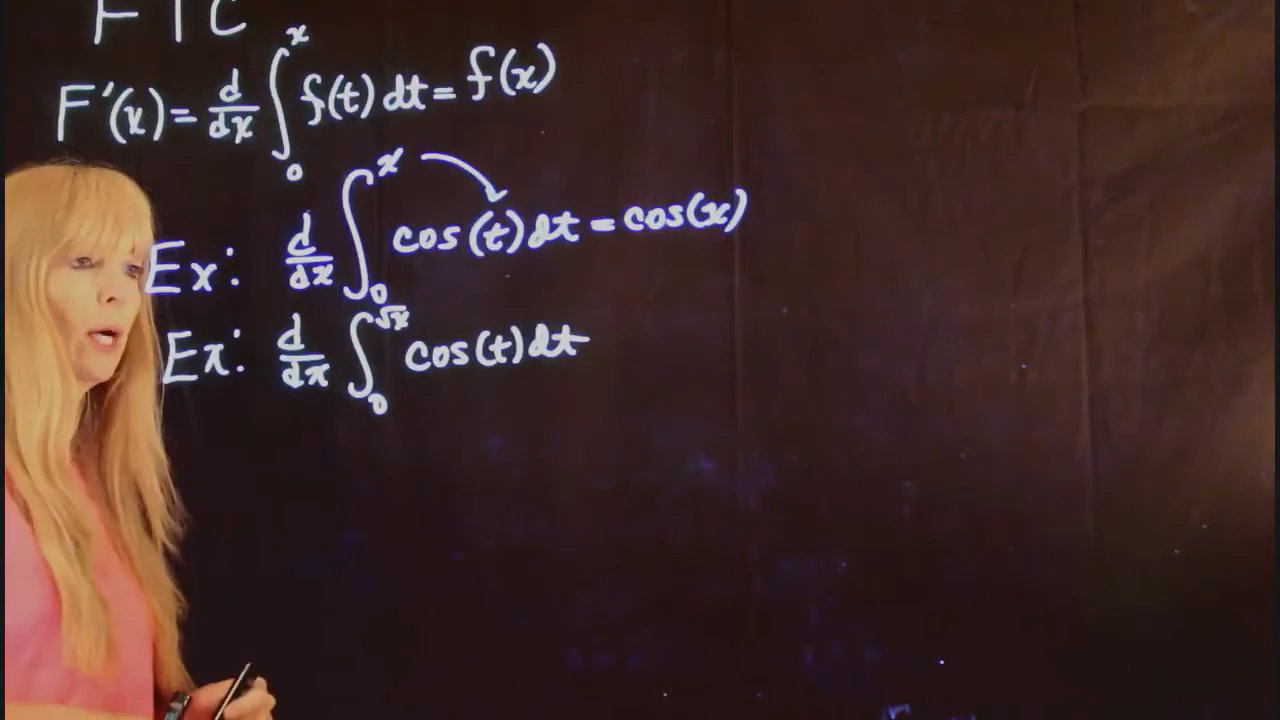 FTC
F'(x) = d/dx ∫₀ˣ f(t) dt = f(x)
Ex: d/dx ∫₀ˣ cos(t) dt = cos(x)
Ex: d/dx ∫₀^√x cos(t) dt